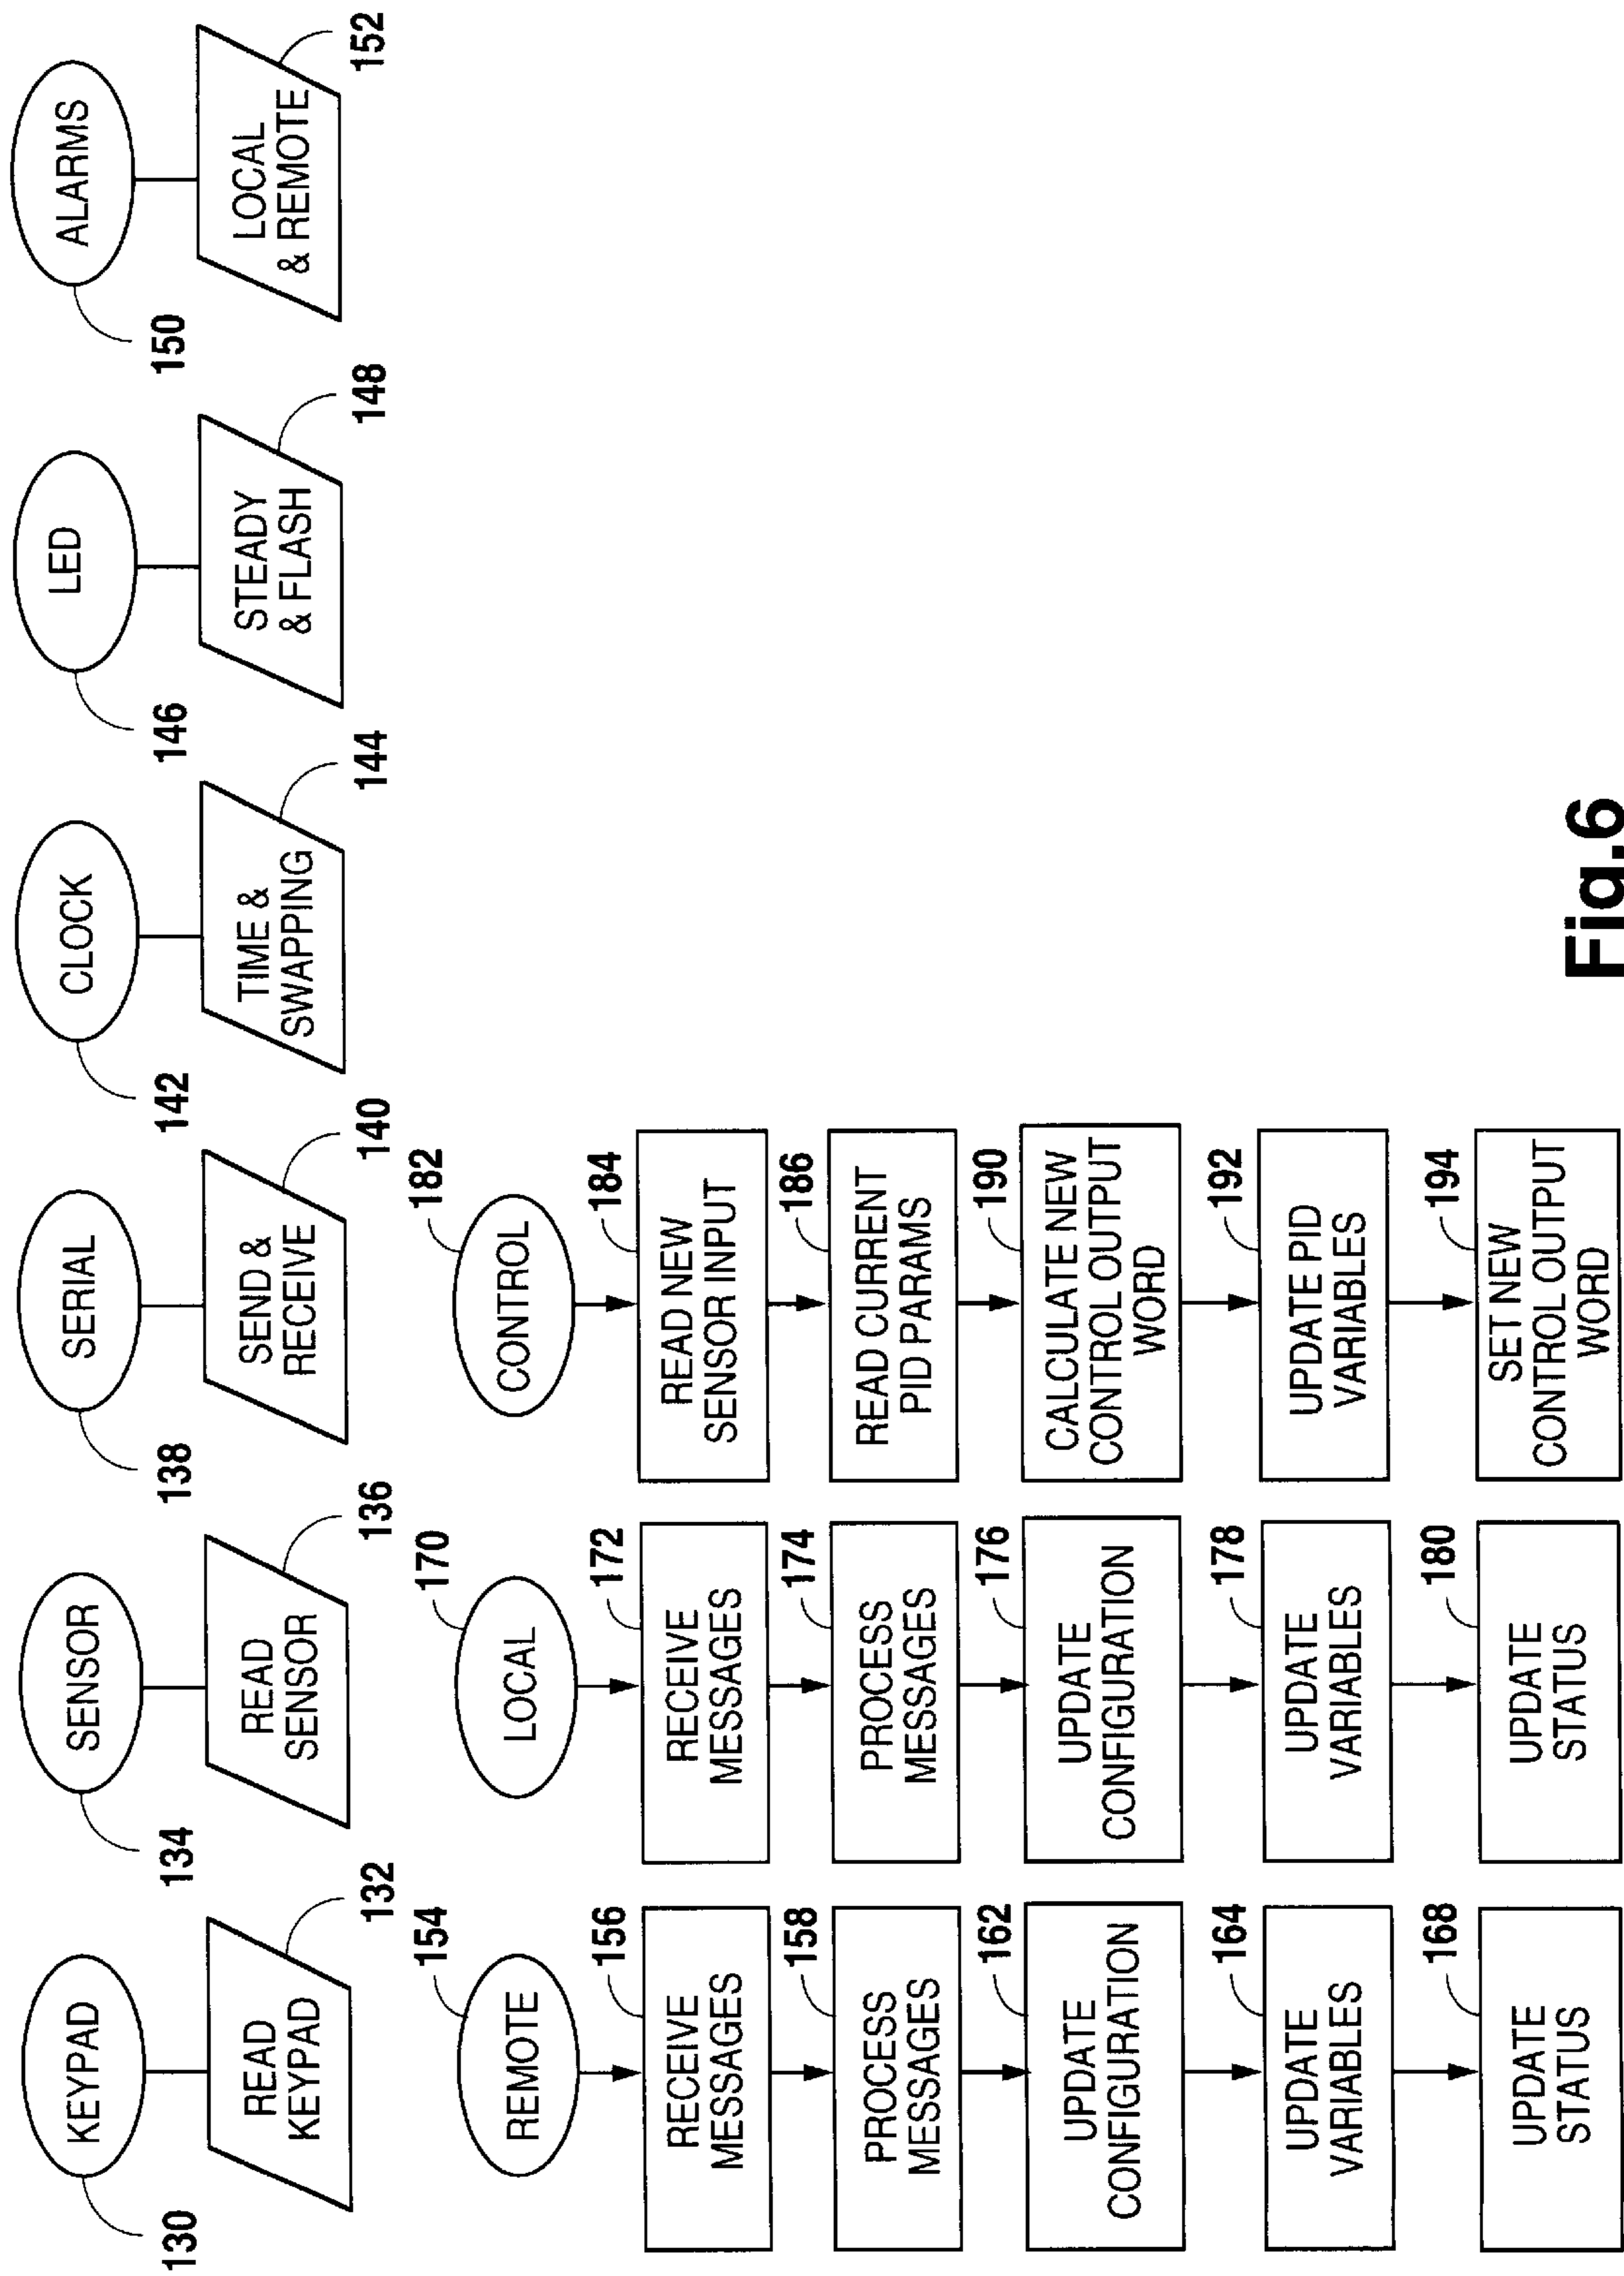 KEYPAD
130
READ
KEYPAD
132
SENSOR
134
READ
SENSOR
136
SERIAL
138
SEND &
RECEIVE
140
CLOCK
142
TIME &
SWAPPING
144
LED
146
STEADY
& FLASH
148
ALARMS
150
LOCAL
& REMOTE
152
REMOTE
154
RECEIVE
MESSAGES
156
PROCESS
MESSAGES
158
UPDATE
CONFIGURATION
162
UPDATE
VARIABLES
164
UPDATE
STATUS
168
LOCAL
170
RECEIVE
MESSAGES
172
PROCESS
MESSAGES
174
UPDATE
CONFIGURATION
176
UPDATE
VARIABLES
178
UPDATE
STATUS
180
CONTROL
182
READ NEW
SENSOR INPUT
184
READ CURRENT
PID PARAMS
186
CALCULATE NEW
CONTROL OUTPUT
WORD
190
UPDATE PID
VARIABLES
192
SET NEW
CONTROL OUTPUT
WORD
194
Fig.6